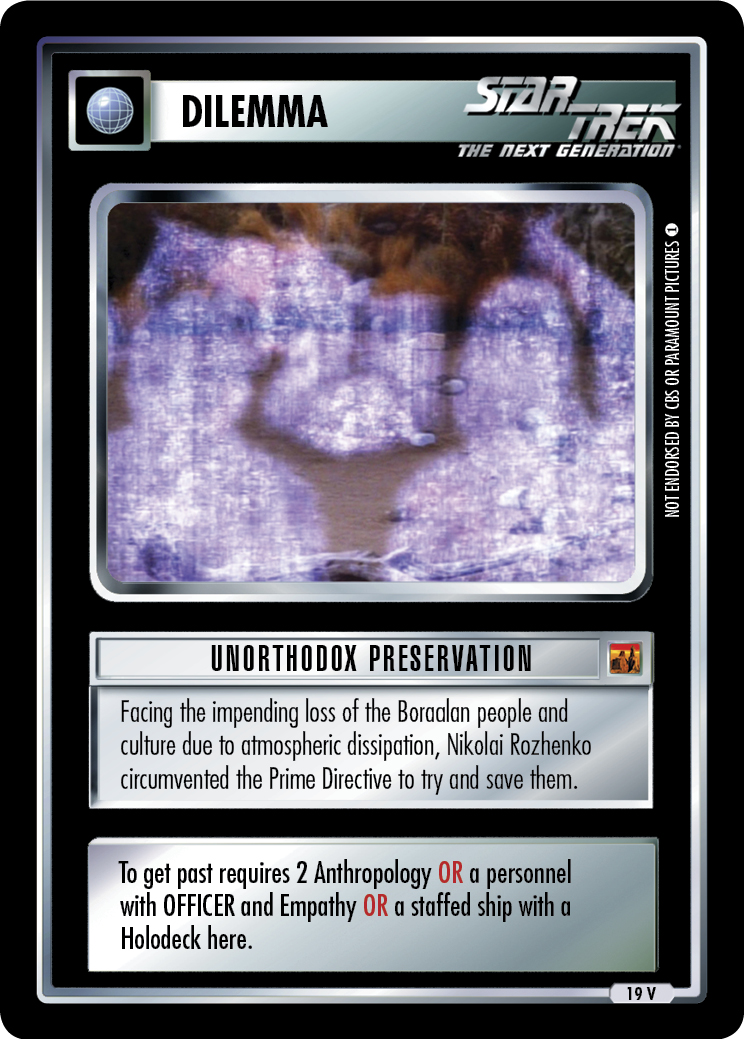 DILEMMA
STAR TREK
THE NEXT GENERATION
NOT ENDORSED BY CBS OR PARAMOUNT PICTURES 1
UNORTHODOX PRESERVATION
Facing the impending loss of the Boraalan people and
culture due to atmospheric dissipation, Nikolai Rozhenko
circumvented the Prime Directive to try and save them.
To get past requires 2 Anthropology OR a personnel
with OFFICER and Empathy OR a staffed ship with a
Holodeck here.
19 V